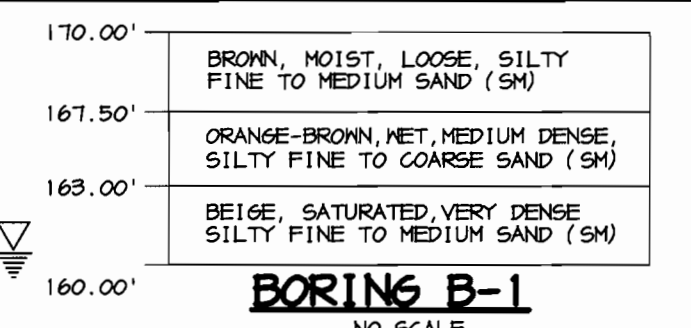 170.00'
BROWN, MOIST, LOOSE, SILTY
FINE TO MEDIUM SAND (SM)
167.50'
ORANGE-BROWN, WET, MEDIUM DENSE,
SILTY FINE TO COARSE SAND (SM)
163.00'
BEIGE, SATURATED, VERY DENSE
SILTY FINE TO MEDIUM SAND (SM)
160.00'
BORING B-1
NO SCALE